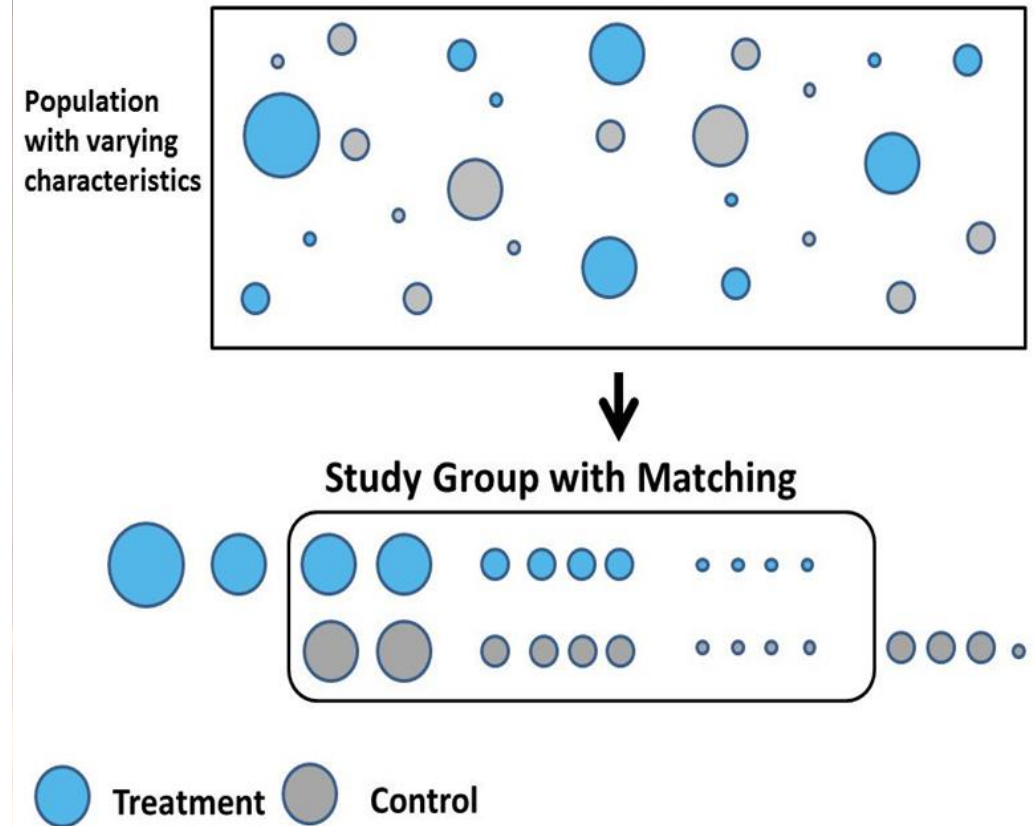 Population
with varying
characteristics
Study Group with Matching
Treatment
Control